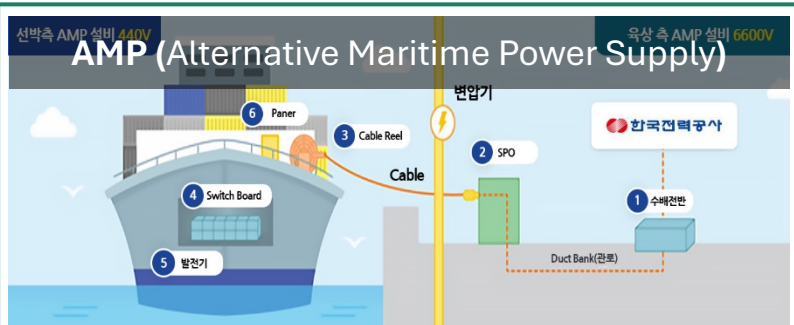 선박측 AMP 설비 440V
육상 측 AMP 설비 6600V
AMP (Alternative Maritime Power Supply)
변압기
6 Paner
한국전력공사
3 Cable Reel
2 SPO
Cable
4 Switch Board
1 수배전반
5 발전기
Duct Bank(관로)